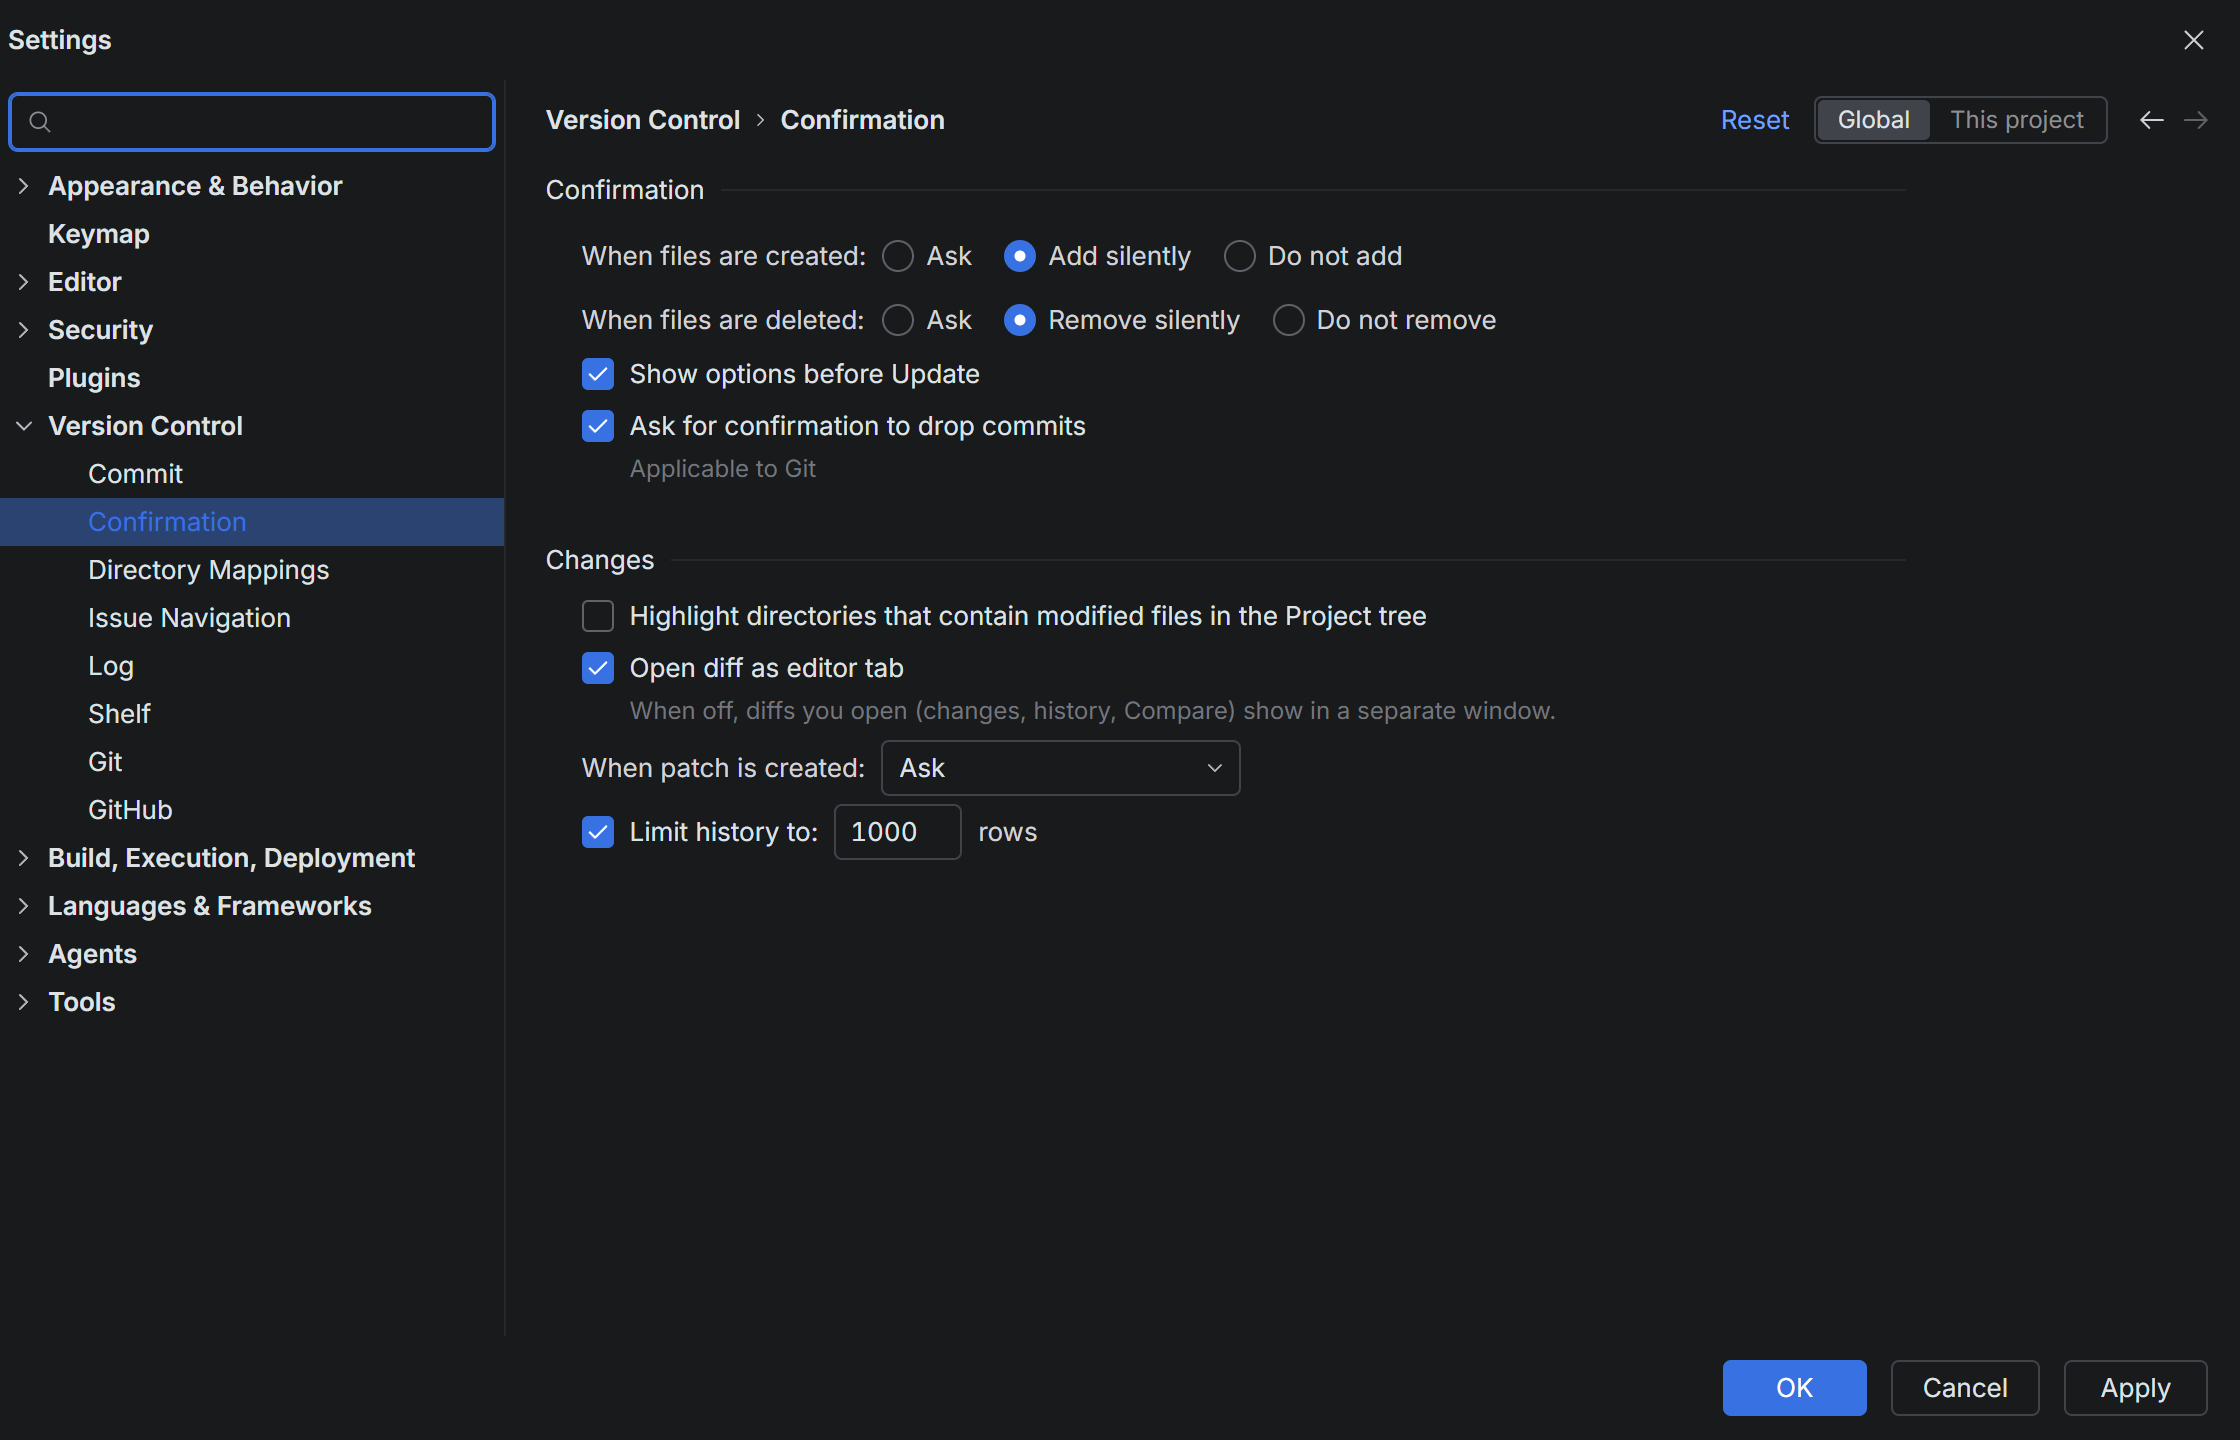 Settings
Appearance & Behavior
Keymap
Editor
Security
Plugins
Version Control
Commit
Confirmation
Directory Mappings
Issue Navigation
Log
Shelf
Git
GitHub
Build, Execution, Deployment
Languages & Frameworks
Agents
Tools
Version Control › Confirmation
Reset Global This project
Confirmation
When files are created: Ask Add silently Do not add
When files are deleted: Ask Remove silently Do not remove
Show options before Update
Ask for confirmation to drop commits
Applicable to Git
Changes
Highlight directories that contain modified files in the Project tree
Open diff as editor tab
When off, diffs you open (changes, history, Compare) show in a separate window.
When patch is created: Ask
Limit history to: 1000 rows
OK Cancel Apply